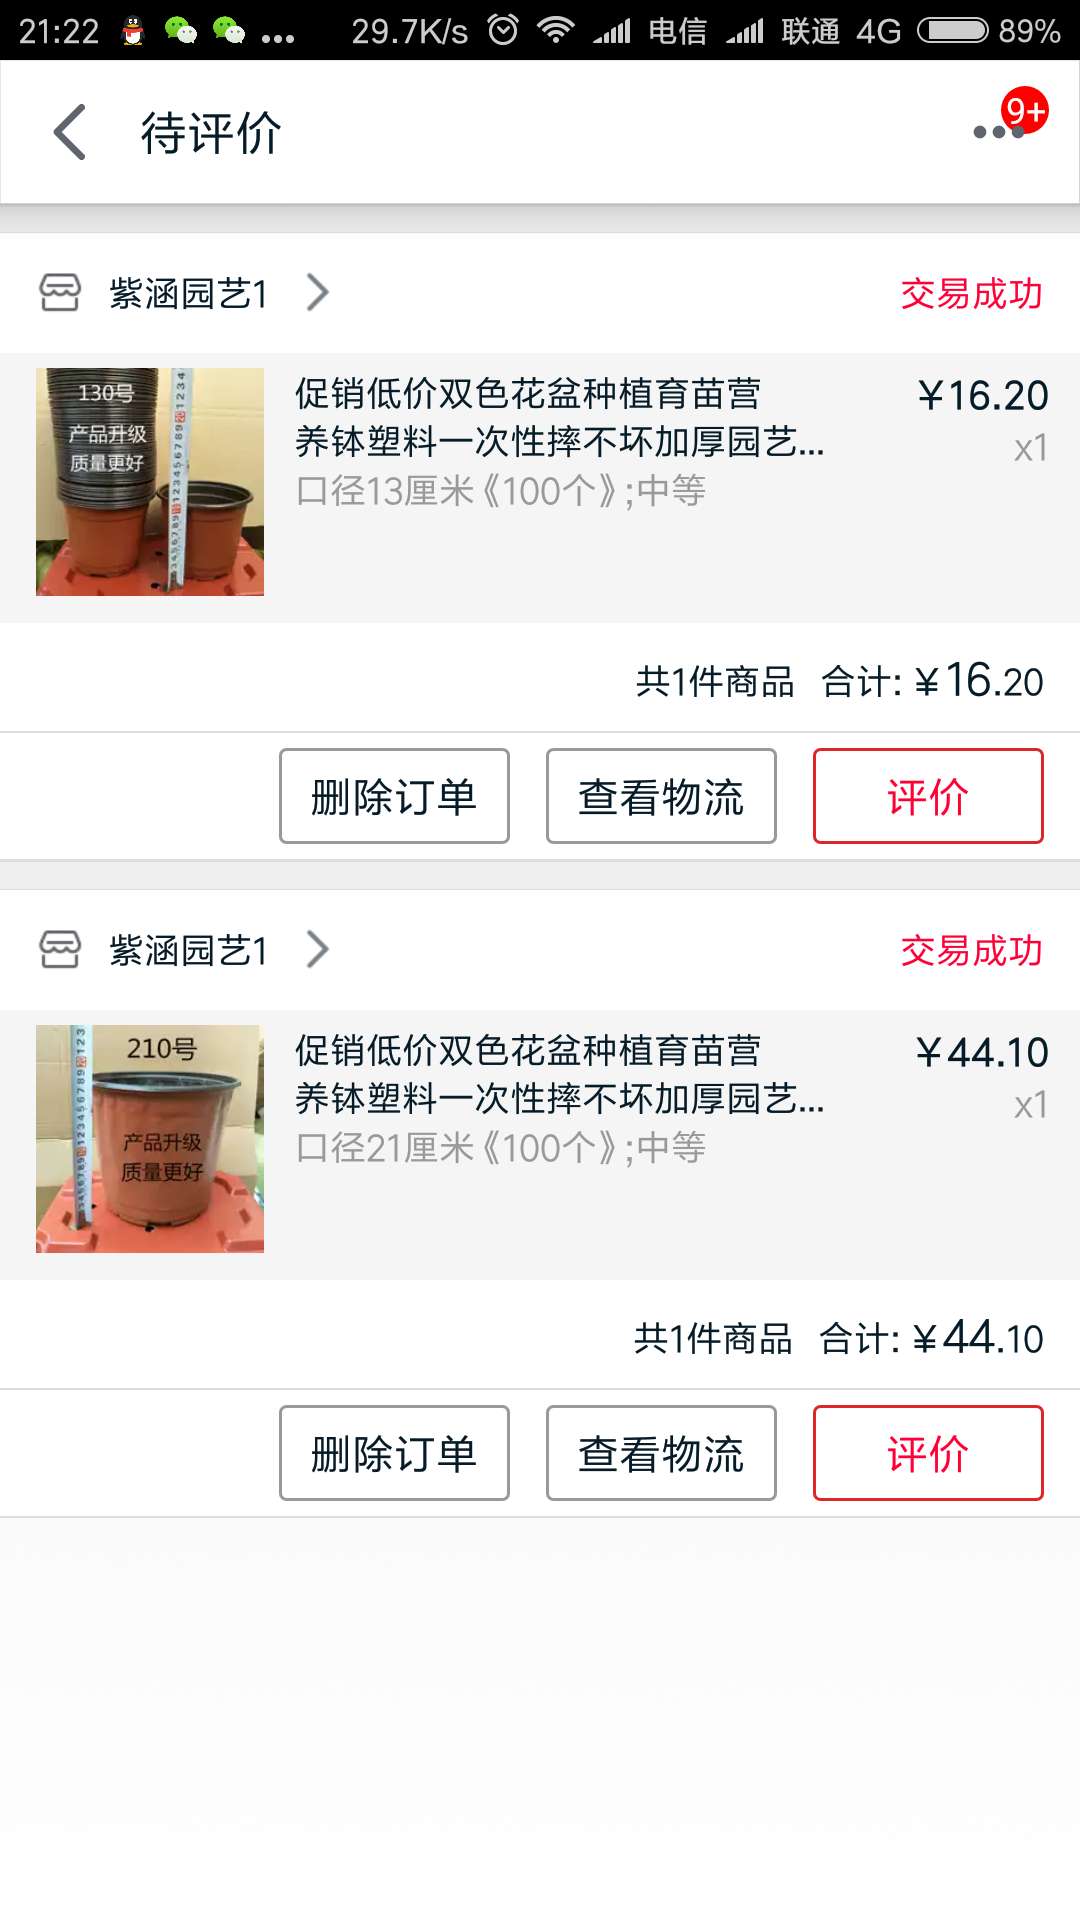 21:22 ... 29.7K/s 电信 联通 4G 89%
待评价
9+
紫涵园艺1 交易成功
130号
产品升级
质量更好
促销低价双色花盆种植育苗营 ¥16.20
养钵塑料一次性摔不坏加厚园艺... x1
口径13厘米《100个》;中等
共1件商品 合计: ¥16.20
删除订单 查看物流 评价
紫涵园艺1 交易成功
210号
产品升级
质量更好
促销低价双色花盆种植育苗营 ¥44.10
养钵塑料一次性摔不坏加厚园艺... x1
口径21厘米《100个》;中等
共1件商品 合计: ¥44.10
删除订单 查看物流 评价